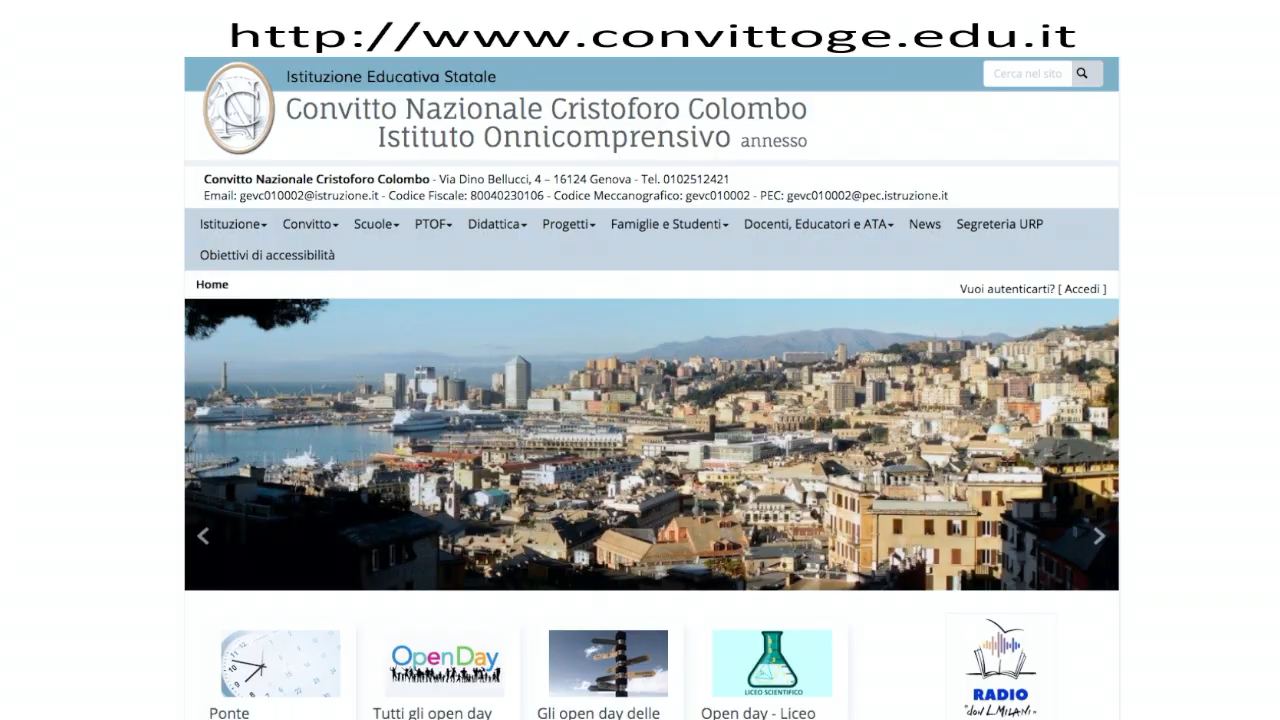 http://www.convittoge.edu.it
Istituzione Educativa Statale
Cerca nel sito
Convitto Nazionale Cristoforo Colombo
Istituto Onnicomprensivo annesso
Convitto Nazionale Cristoforo Colombo - Via Dino Bellucci, 4 – 16124 Genova - Tel. 0102512421
Email: gevc010002@istruzione.it - Codice Fiscale: 80040230106 - Codice Meccanografico: gevc010002 - PEC: gevc010002@pec.istruzione.it
Istituzione Convitto Scuole PTOF Didattica Progetti Famiglie e Studenti Docenti, Educatori e ATA News Segreteria URP
Obiettivi di accessibilità
Home
Vuoi autenticarti? [ Accedi ]
OpenDay
LICEO SCIENTIFICO
RADIO
"don L. MILANI"
Ponte
Tutti gli open day
Gli open day delle
Open day - Liceo